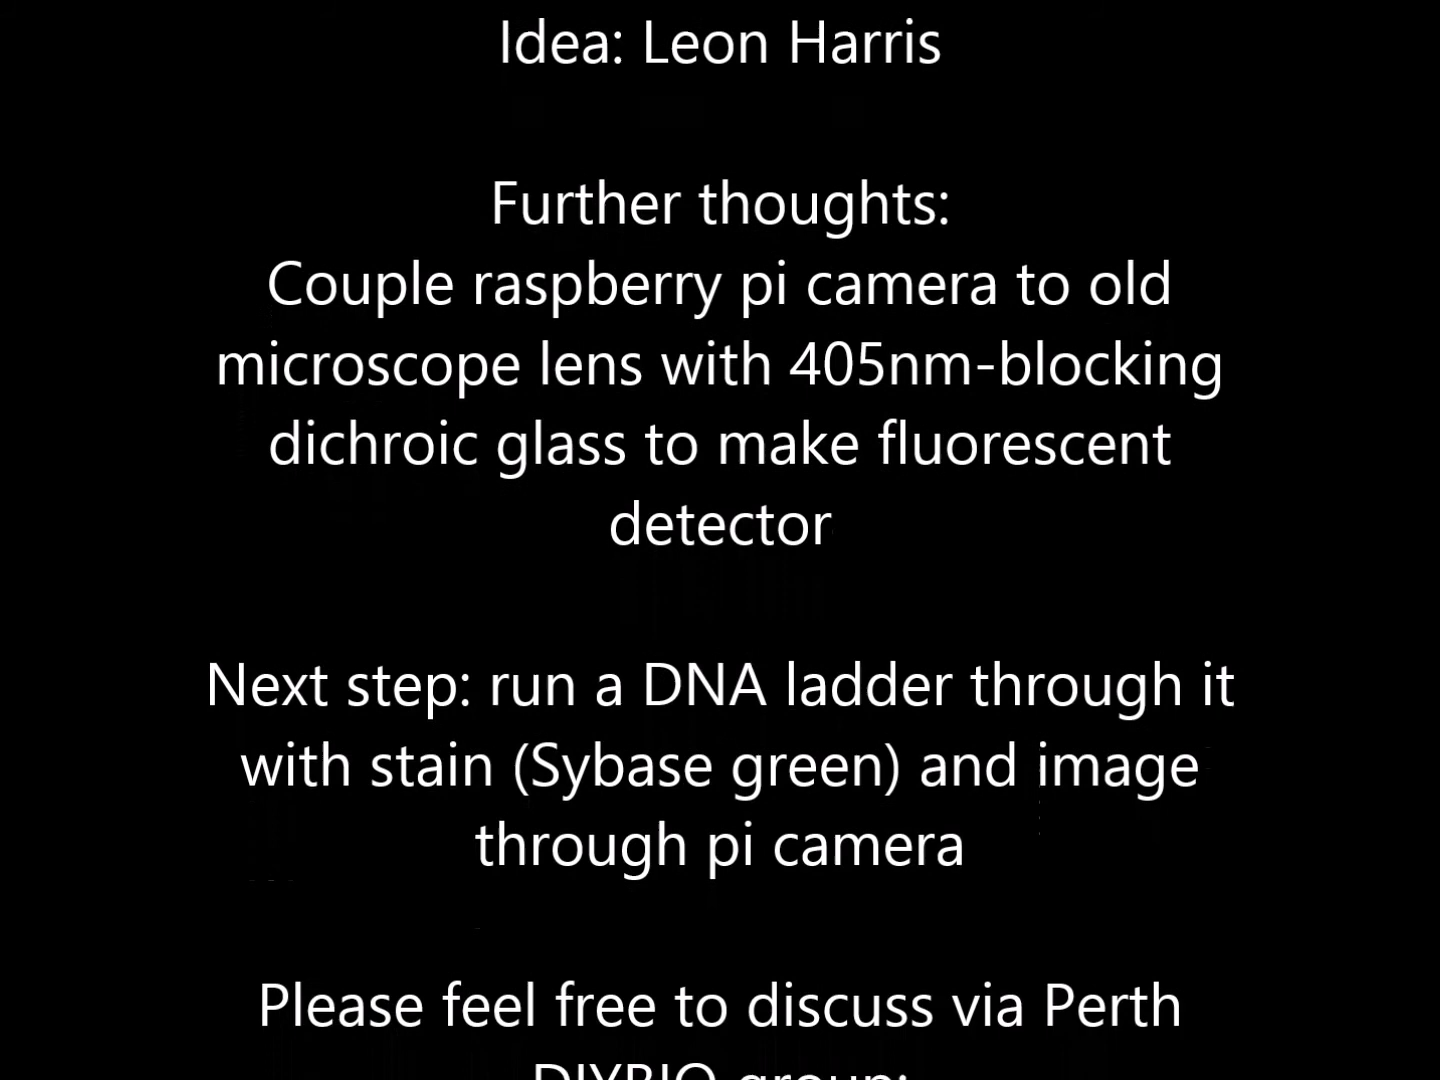 Idea: Leon Harris
Further thoughts:
Couple raspberry pi camera to old
microscope lens with 405nm-blocking
dichroic glass to make fluorescent
detector
Next step: run a DNA ladder through it
with stain (Sybase green) and image
through pi camera
Please feel free to discuss via Perth
DIYBIO group: